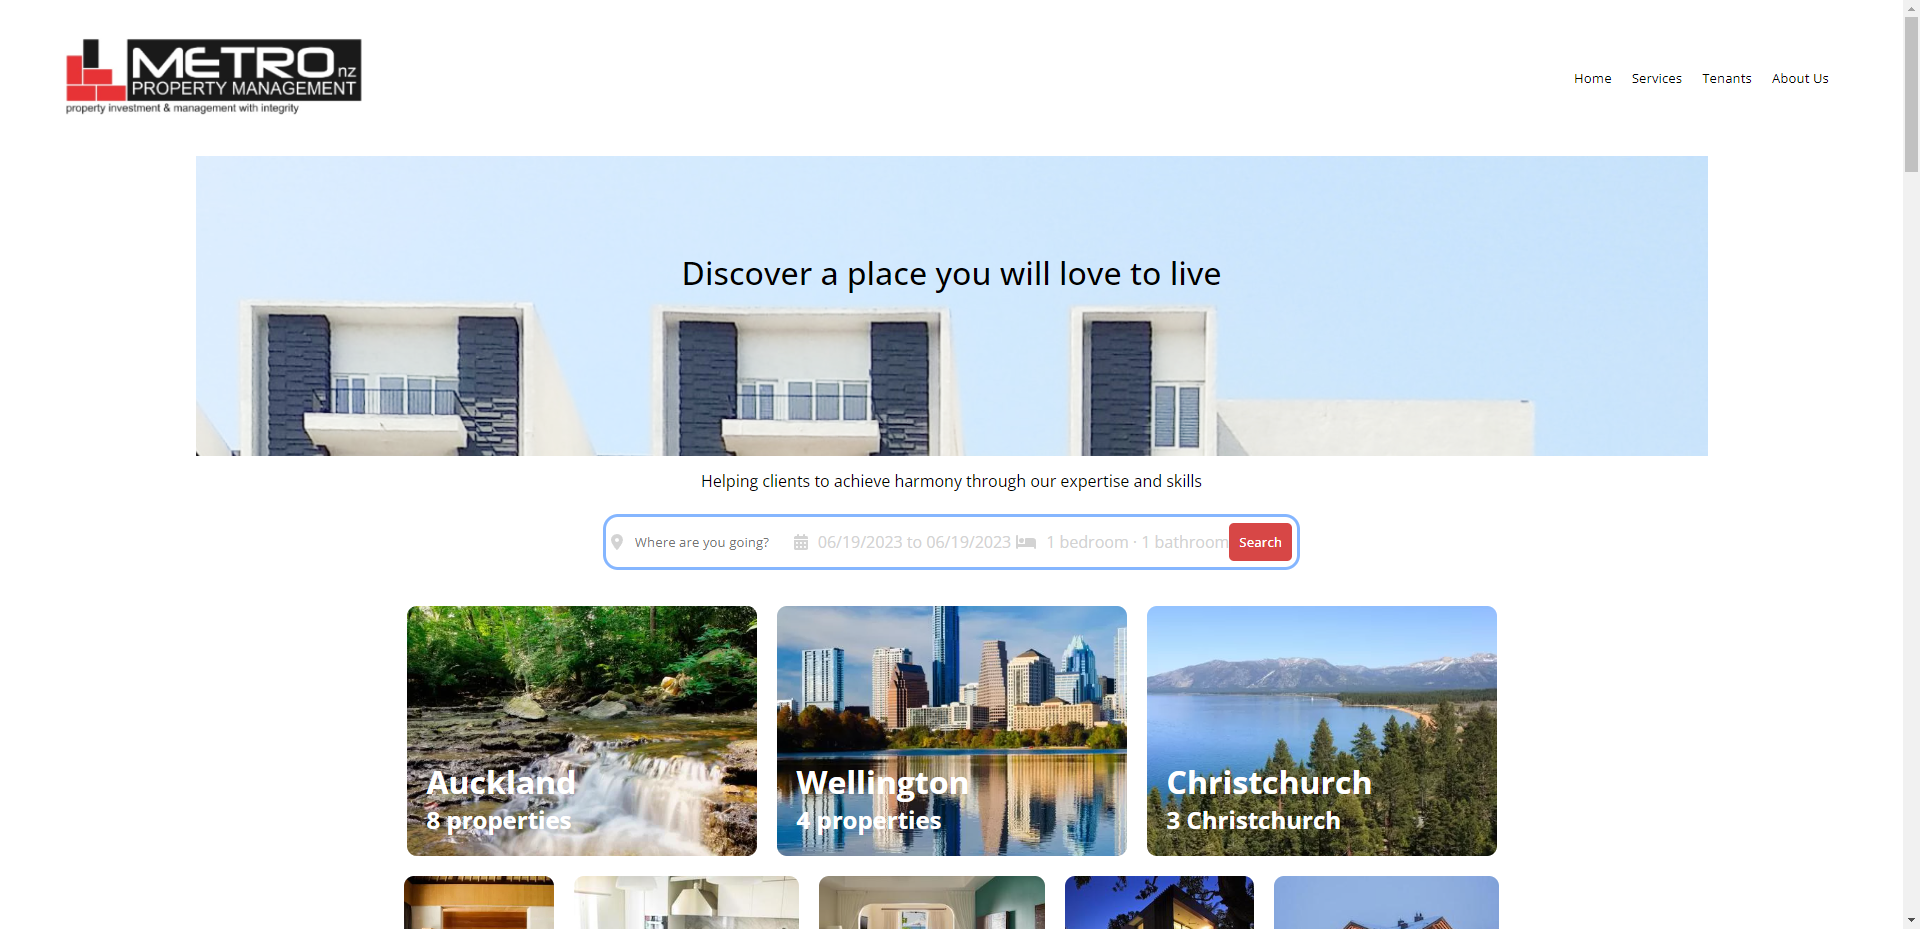 METRO nz
PROPERTY MANAGEMENT
property investment & management with integrity
Home Services Tenants About Us
Discover a place you will love to live
Helping clients to achieve harmony through our expertise and skills
Where are you going? 06/19/2023 to 06/19/2023 1 bedroom · 1 bathroom Search
Auckland
8 properties
Wellington
4 properties
Christchurch
3 Christchurch